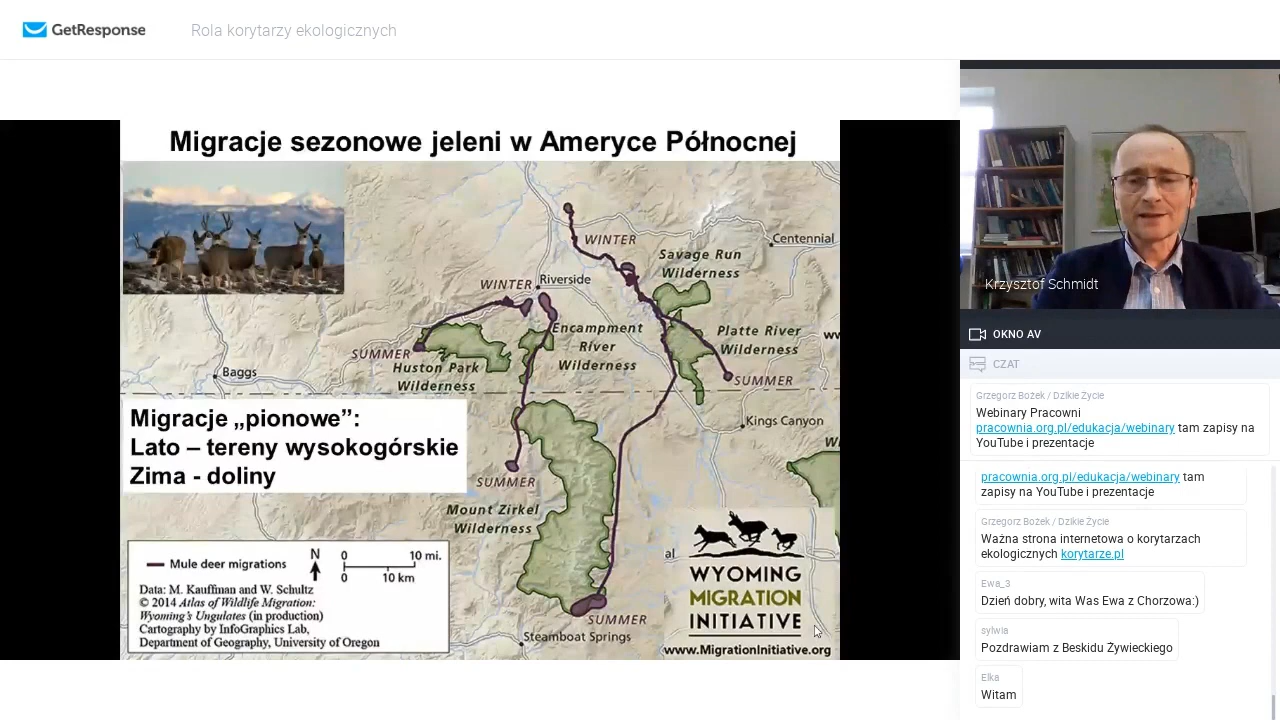 GetResponse
Rola korytarzy ekologicznych
Migracje sezonowe jeleni w Ameryce Północnej
WINTER
Centennial
Savage Run
Wilderness
Riverside
WINTER
Encampment
River
Wilderness
Platte River
Wilderness
SUMMER
Huston Park
Wilderness
SUMMER
Baggs
Kings Canyon
Migracje „pionowe”:
Lato – tereny wysokogórskie
Zima - doliny
SUMMER
Mount Zirkel
Wilderness
N
0 10 mi.
Mule deer migrations
0 10 km
Data: M. Kauffman and W. Schultz
© 2014 Atlas of Wildlife Migration:
Wyoming's Ungulates (in production)
Cartography by InfoGraphics Lab,
Department of Geography, University of Oregon
SUMMER
Steamboat Springs
al
WYOMING
MIGRATION
INITIATIVE
www.MigrationInitiative.org
Krzysztof Schmidt
OKNO AV
CZAT
Grzegorz Bożek / Dzikie Życie
Webinary Pracowni
pracownia.org.pl/edukacja/webinary tam zapisy na
YouTube i prezentacje
pracownia.org.pl/edukacja/webinary tam
zapisy na YouTube i prezentacje
Grzegorz Bożek / Dzikie Życie
Ważna strona internetowa o korytarzach
ekologicznych korytarze.pl
Ewa_3
Dzień dobry, wita Was Ewa z Chorzowa:)
sylwia
Pozdrawiam z Beskidu Żywieckiego
Elka
Witam